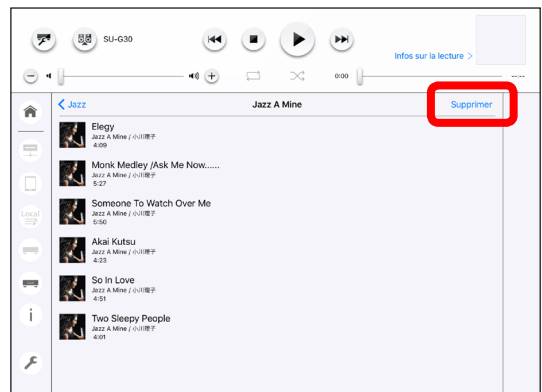 SU-G30
Infos sur la lecture >
0:00
--:--
< Jazz
Jazz A Mine
Supprimer
Elegy
Jazz A Mine / 小川理子
4:09
Monk Medley /Ask Me Now......
Jazz A Mine / 小川理子
5:27
Someone To Watch Over Me
Jazz A Mine / 小川理子
5:50
Akai Kutsu
Jazz A Mine / 小川理子
4:23
So In Love
Jazz A Mine / 小川理子
4:51
Two Sleepy People
Jazz A Mine / 小川理子
4:01
Local
i